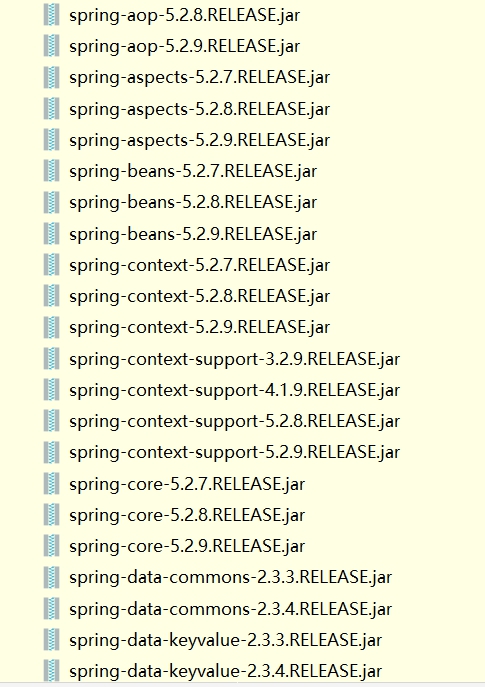 spring-aop-5.2.8.RELEASE.jar
spring-aop-5.2.9.RELEASE.jar
spring-aspects-5.2.7.RELEASE.jar
spring-aspects-5.2.8.RELEASE.jar
spring-aspects-5.2.9.RELEASE.jar
spring-beans-5.2.7.RELEASE.jar
spring-beans-5.2.8.RELEASE.jar
spring-beans-5.2.9.RELEASE.jar
spring-context-5.2.7.RELEASE.jar
spring-context-5.2.8.RELEASE.jar
spring-context-5.2.9.RELEASE.jar
spring-context-support-3.2.9.RELEASE.jar
spring-context-support-4.1.9.RELEASE.jar
spring-context-support-5.2.8.RELEASE.jar
spring-context-support-5.2.9.RELEASE.jar
spring-core-5.2.7.RELEASE.jar
spring-core-5.2.8.RELEASE.jar
spring-core-5.2.9.RELEASE.jar
spring-data-commons-2.3.3.RELEASE.jar
spring-data-commons-2.3.4.RELEASE.jar
spring-data-keyvalue-2.3.3.RELEASE.jar
spring-data-keyvalue-2.3.4.RELEASE.jar